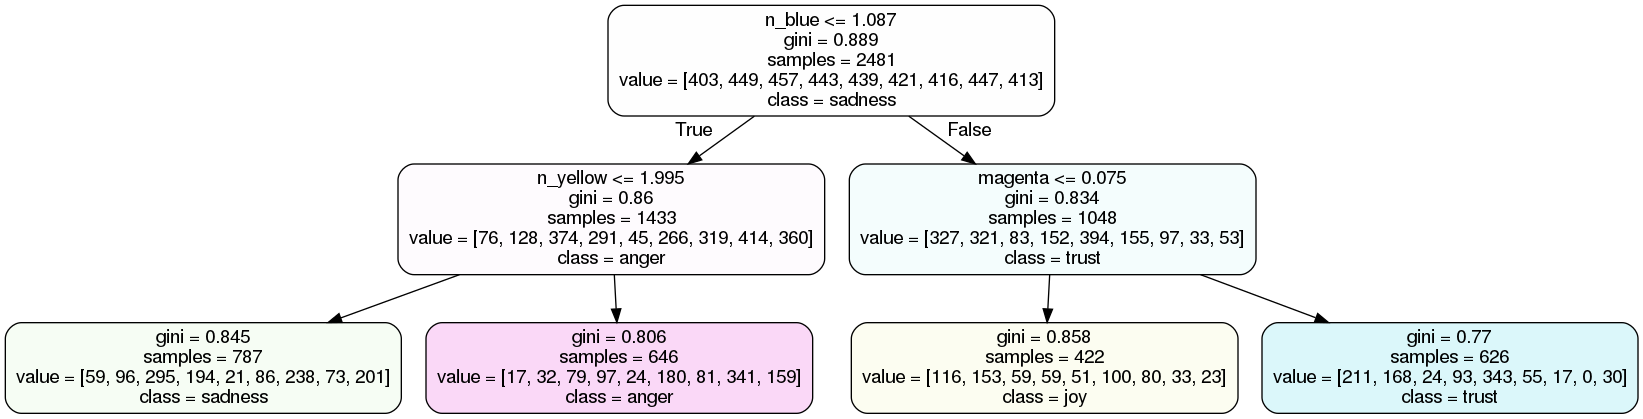 n_blue <= 1.087
gini = 0.889
samples = 2481
value = [403, 449, 457, 443, 439, 421, 416, 447, 413]
class = sadness
True
False
n_yellow <= 1.995
gini = 0.86
samples = 1433
value = [76, 128, 374, 291, 45, 266, 319, 414, 360]
class = anger
magenta <= 0.075
gini = 0.834
samples = 1048
value = [327, 321, 83, 152, 394, 155, 97, 33, 53]
class = trust
gini = 0.845
samples = 787
value = [59, 96, 295, 194, 21, 86, 238, 73, 201]
class = sadness
gini = 0.806
samples = 646
value = [17, 32, 79, 97, 24, 180, 81, 341, 159]
class = anger
gini = 0.858
samples = 422
value = [116, 153, 59, 59, 51, 100, 80, 33, 23]
class = joy
gini = 0.77
samples = 626
value = [211, 168, 24, 93, 343, 55, 17, 0, 30]
class = trust